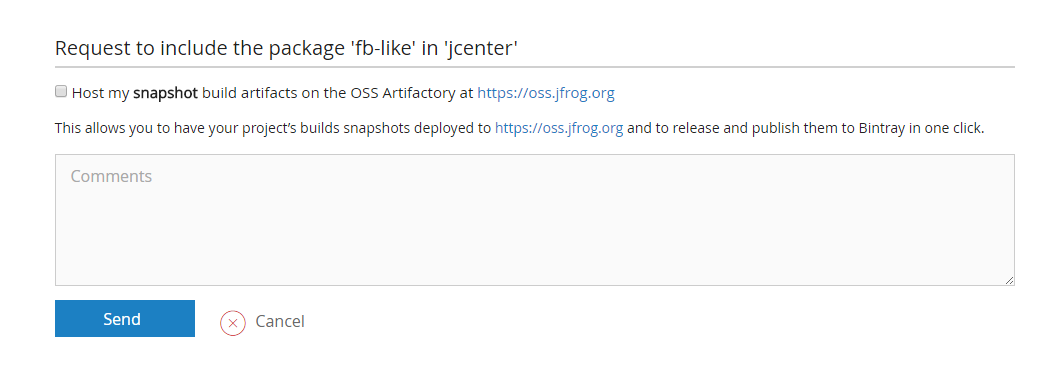 Request to include the package 'fb-like' in 'jcenter'
Host my snapshot build artifacts on the OSS Artifactory at https://oss.jfrog.org
This allows you to have your project’s builds snapshots deployed to https://oss.jfrog.org and to release and publish them to Bintray in one click.
Comments
Send
Cancel